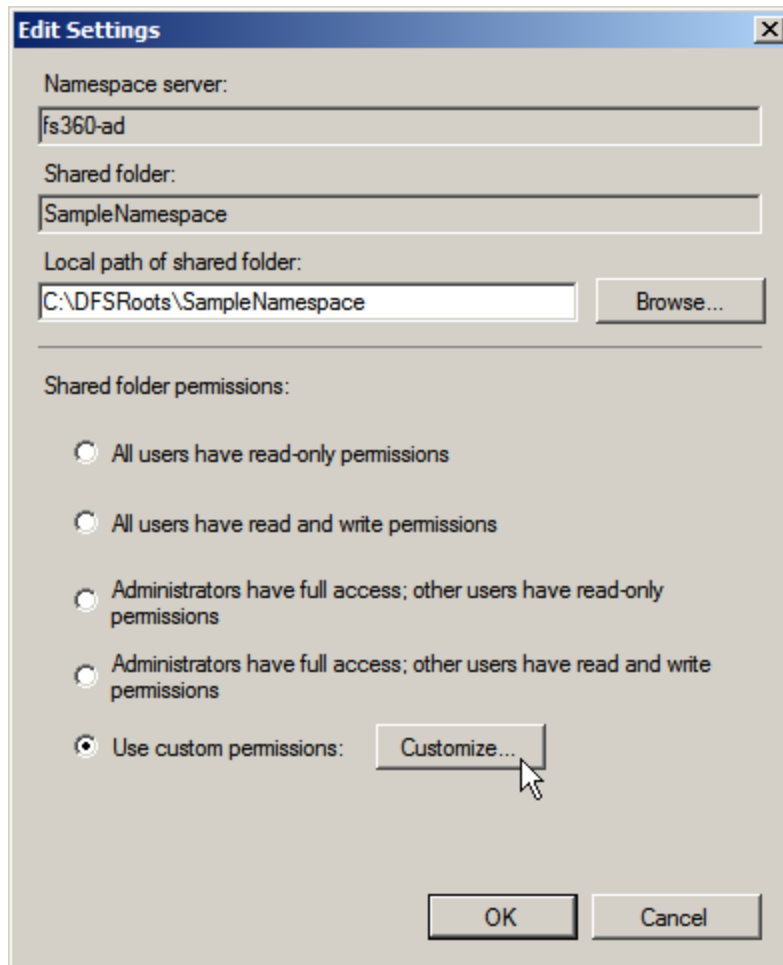 Edit Settings
Namespace server:
fs360-ad
Shared folder:
SampleNamespace
Local path of shared folder:
C:\DFSRoots\SampleNamespace
Browse...
Shared folder permissions:
All users have read-only permissions
All users have read and write permissions
Administrators have full access; other users have read-only
permissions
Administrators have full access; other users have read and write
permissions
Use custom permissions:
Customize...
OK
Cancel